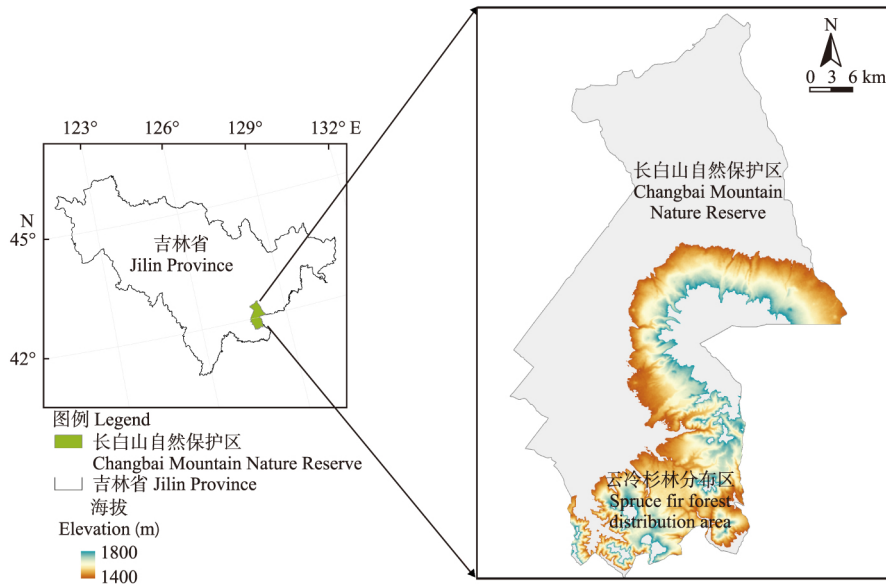 123°
126°
129°
132° E
N
45°
42°
吉林省
Jilin Province
图例 Legend
长白山自然保护区
Changbai Mountain Nature Reserve
吉林省 Jilin Province
海拔
Elevation (m)
1800
1400
N
0 3 6 km
长白山自然保护区
Changbai Mountain
Nature Reserve
云冷杉林分布区
Spruce fir forest
distribution area